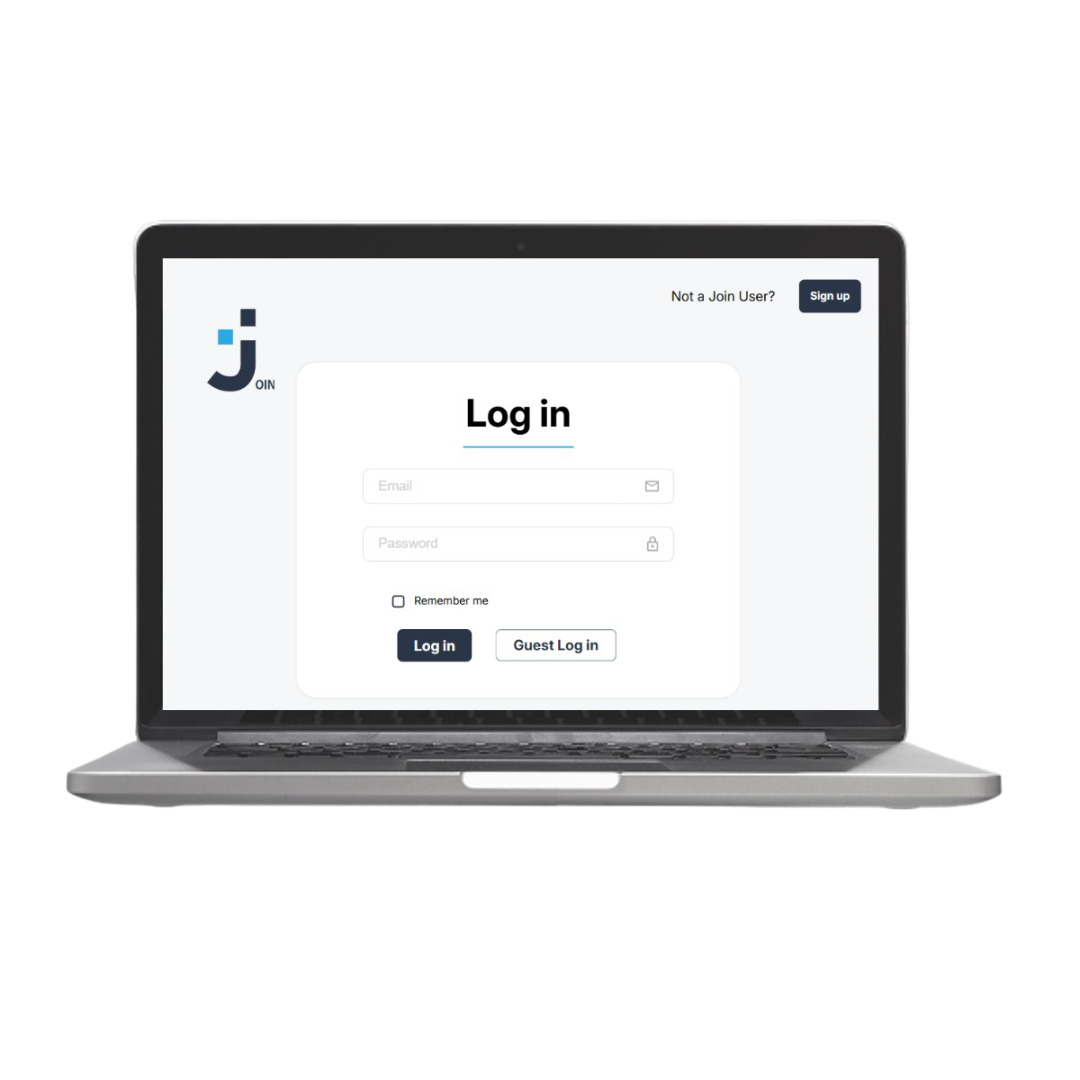 Not a Join User?
Sign up
JOIN
Log in
Email
Password
Remember me
Log in
Guest Log in